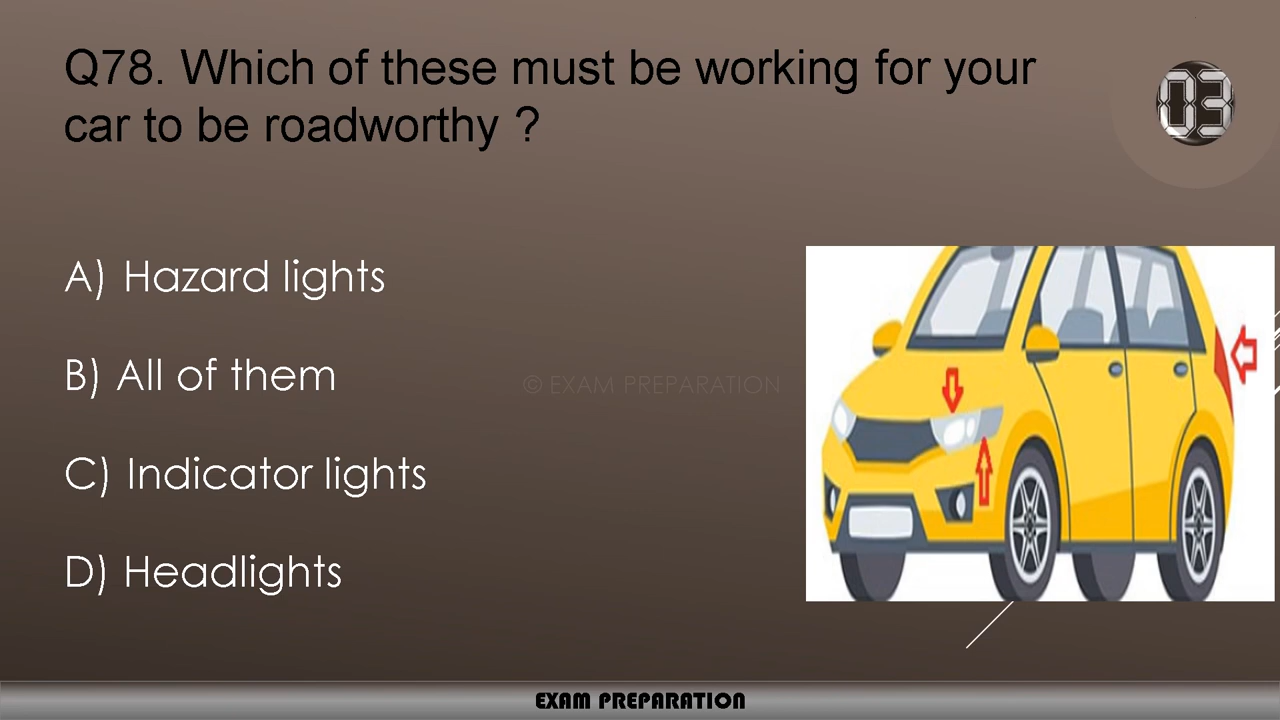 Q78. Which of these must be working for your
car to be roadworthy ?
03
A) Hazard lights
B) All of them
© EXAM PREPARATION
C) Indicator lights
D) Headlights
EXAM PREPARATION